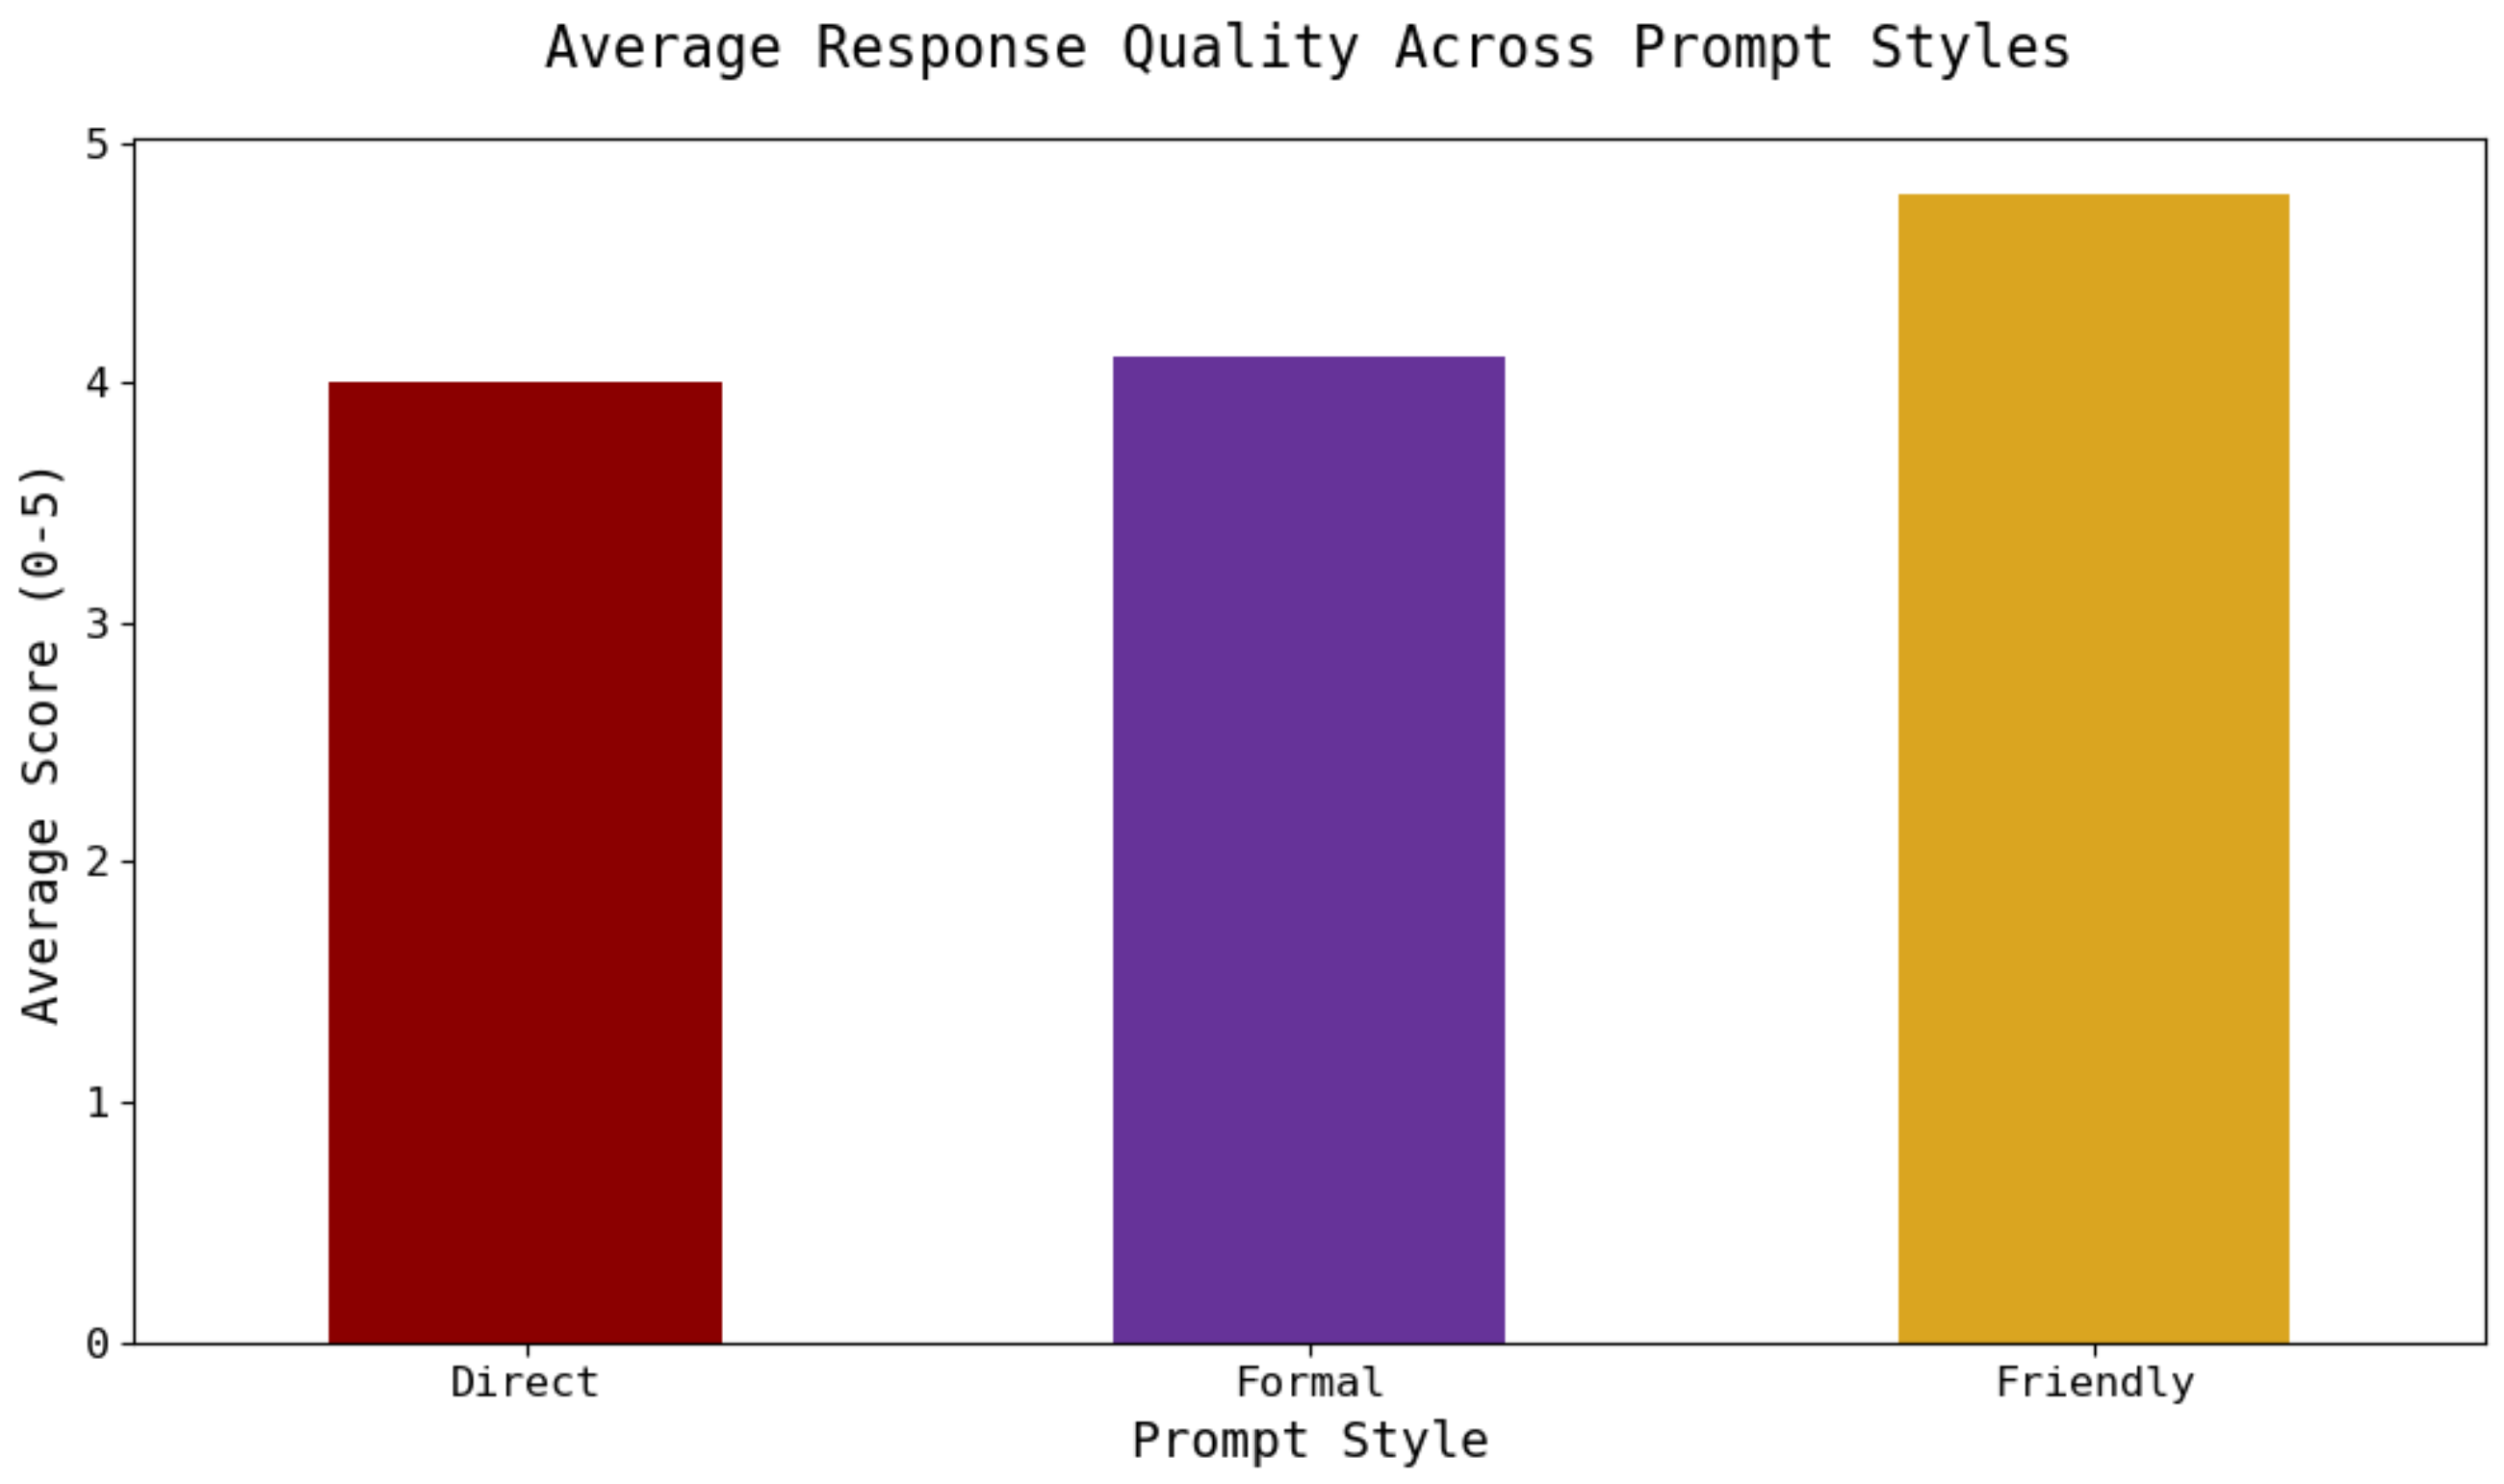 Average Response Quality Across Prompt Styles
Average Score (0-5)
5
4
3
2
1
0
Direct
Formal
Friendly
Prompt Style